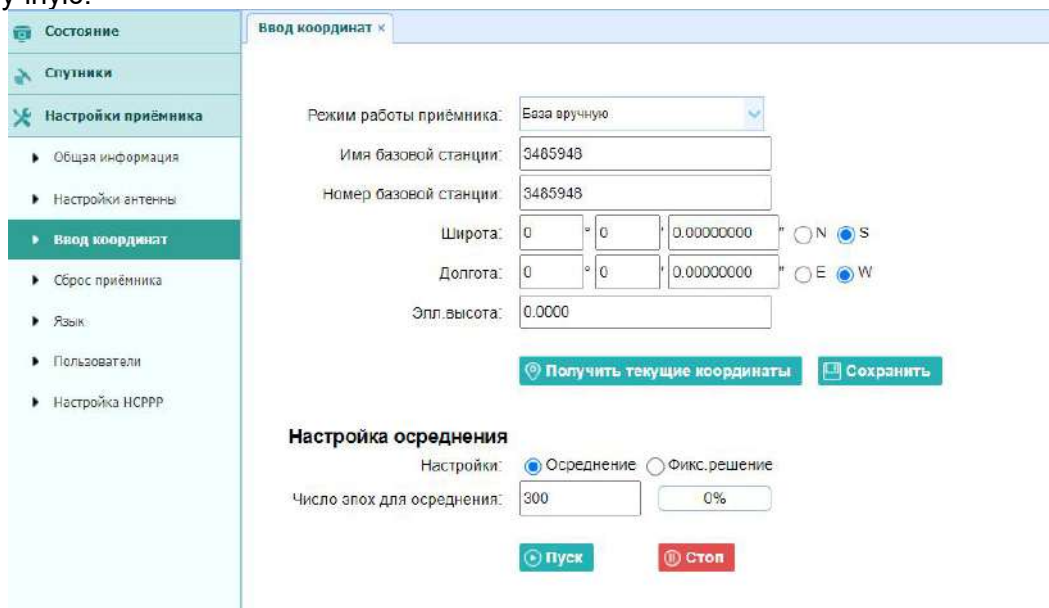 учную.
Состояние
Ввод координат ×
Спутники
Настройки приёмника
Режим работы приёмника: База вручную
Общая информация
Имя базовой станции: 3485948
Настройки антенны
Номер базовой станции: 3485948
Ввод координат
Широта: 0 ° 0 ' 0.00000000 " N S
Сброс приёмника
Долгота: 0 ° 0 ' 0.00000000 " E W
Язык
Элл.высота: 0.0000
Пользователи
Получить текущие координаты Сохранить
Настройка HCPPP
Настройка осреднения
Настройки: Осреднение Фикс.решение
Число эпох для осреднения: 300 0%
Пуск Стоп